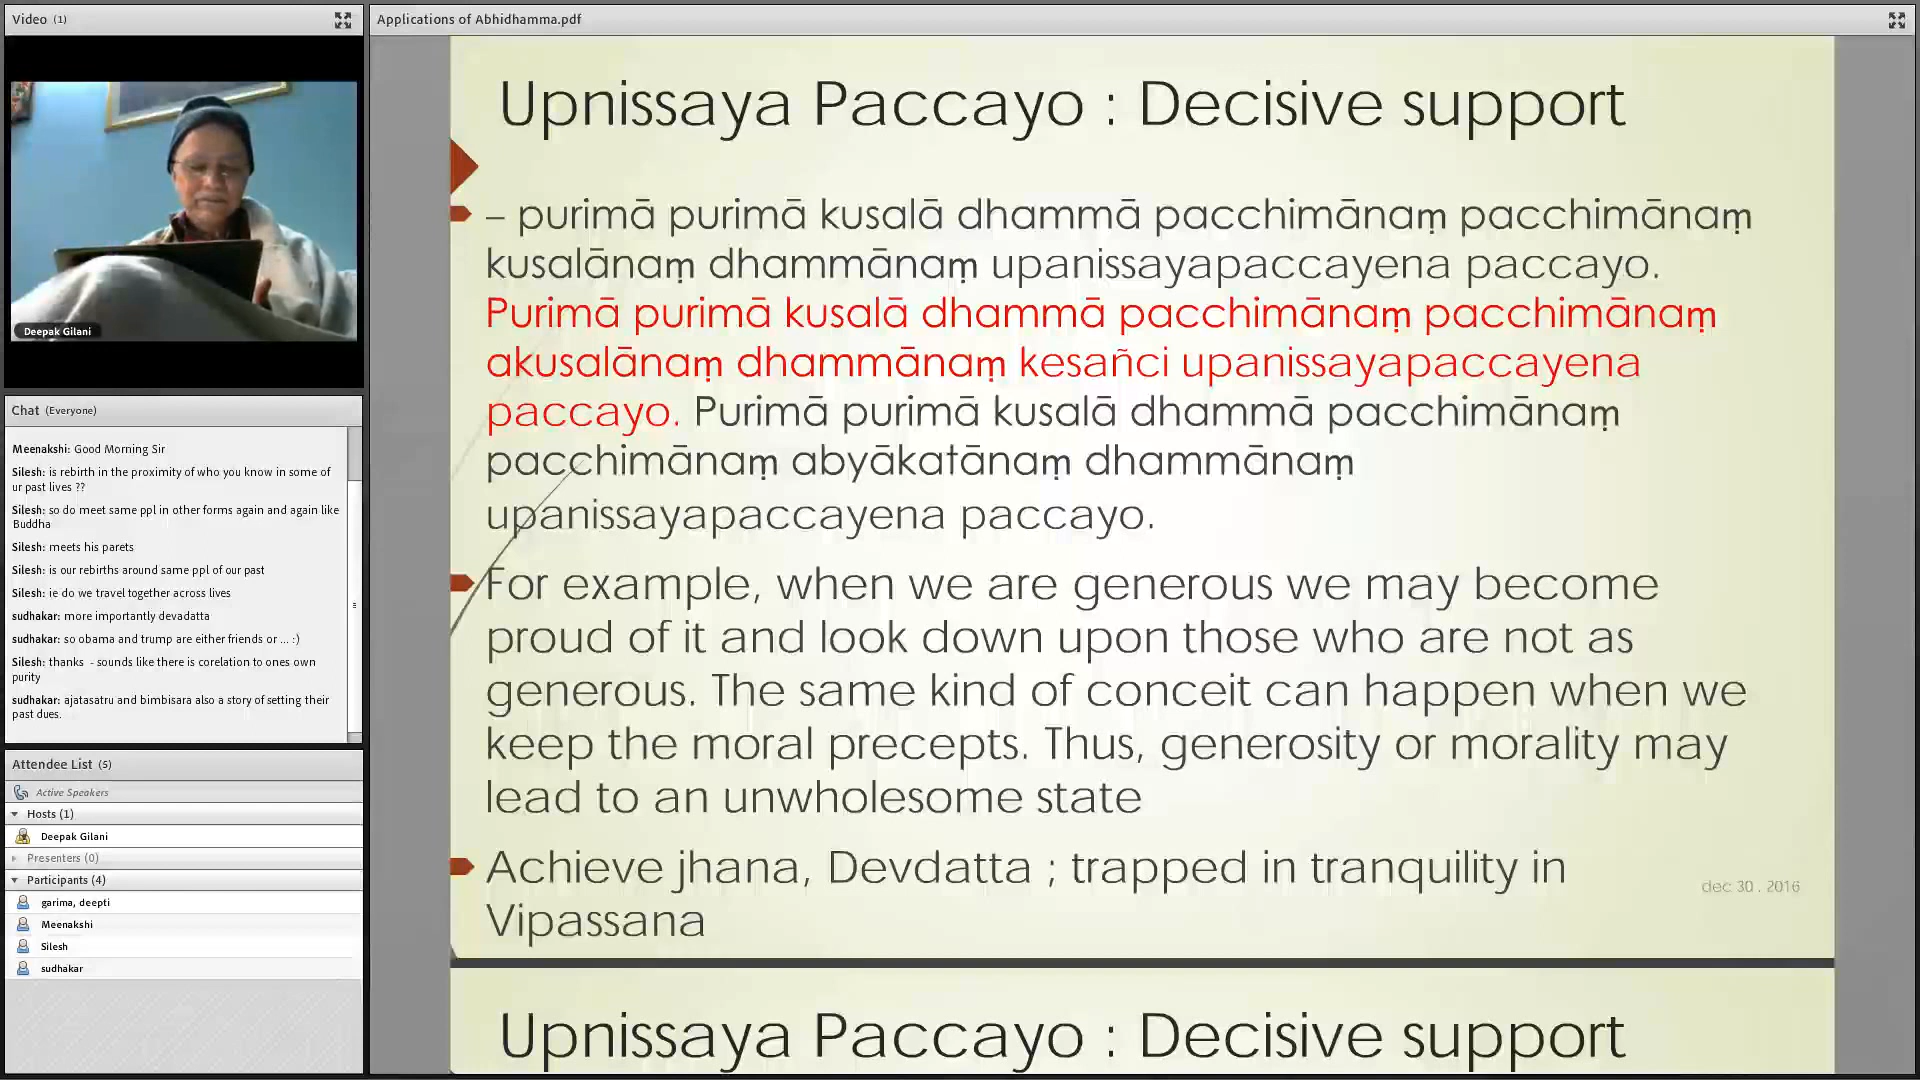 Video (1)
Deepak Gilani
Chat (Everyone)
Meenakshi: Good Morning Sir
Silesh: is rebirth in the proximity of who you know in some of
ur past lives ??
Silesh: so do meet same ppl in other forms again and again like
Buddha
Silesh: meets his parets
Silesh: is our rebirths around same ppl of our past
Silesh: ie do we travel together across lives
sudhakar: more importantly devadatta
sudhakar: so obama and trump are either friends or ... :)
Silesh: thanks - sounds like there is corelation to ones own
purity
sudhakar: ajatasatru and bimbisara also a story of setting their
past dues.
Attendee List (5)
Active Speakers
Hosts (1)
Deepak Gilani
Presenters (0)
Participants (4)
garima, deepti
Meenakshi
Silesh
sudhakar
Applications of Abhidhamma.pdf
Upnissaya Paccayo : Decisive support
– purimā purimā kusalā dhammā pacchimānaṃ pacchimānaṃ
kusalānaṃ dhammānaṃ upanissayapaccayena paccayo.
Purimā purimā kusalā dhammā pacchimānaṃ pacchimānaṃ
akusalānaṃ dhammānaṃ kesañci upanissayapaccayena
paccayo. Purimā purimā kusalā dhammā pacchimānaṃ
pacchimānaṃ abyākatānaṃ dhammānaṃ
upanissayapaccayena paccayo.
For example, when we are generous we may become
proud of it and look down upon those who are not as
generous. The same kind of conceit can happen when we
keep the moral precepts. Thus, generosity or morality may
lead to an unwholesome state
Achieve jhana, Devdatta ; trapped in tranquility in
Vipassana
dec 30 . 2016
Upnissaya Paccayo : Decisive support